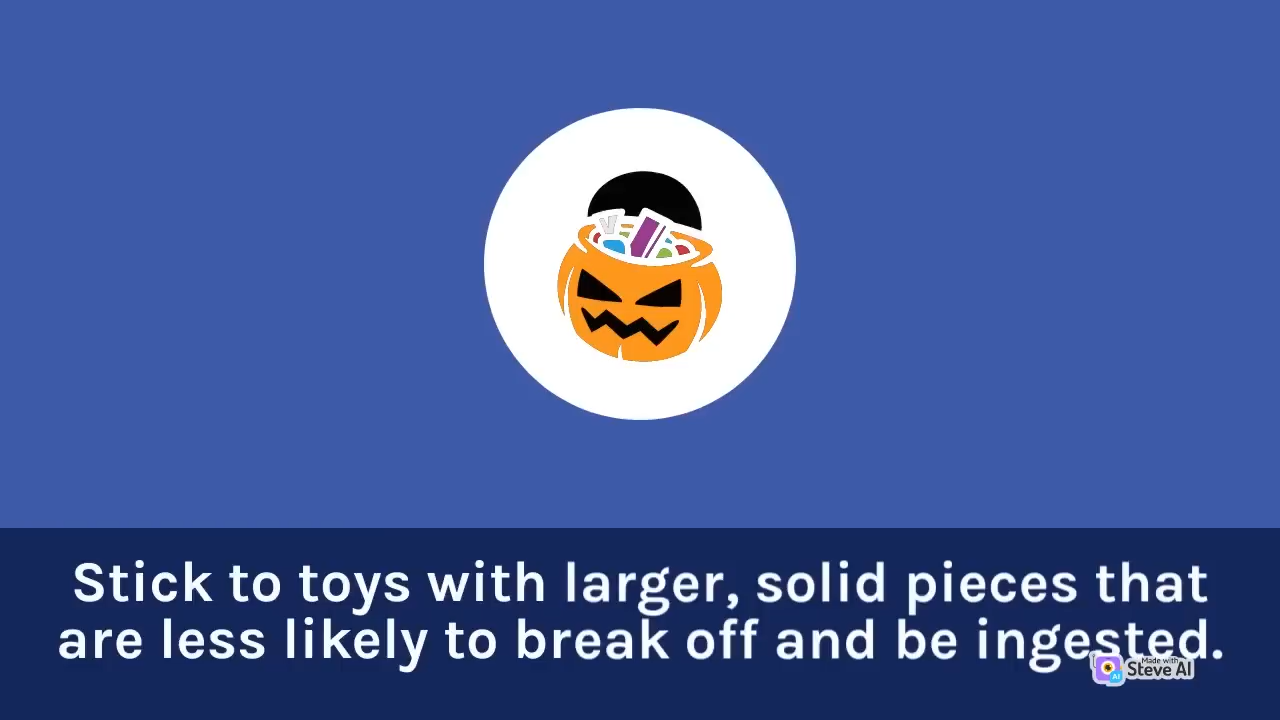 Stick to toys with larger, solid pieces that
are less likely to break off and be ingested.
Made with
Steve AI
AI